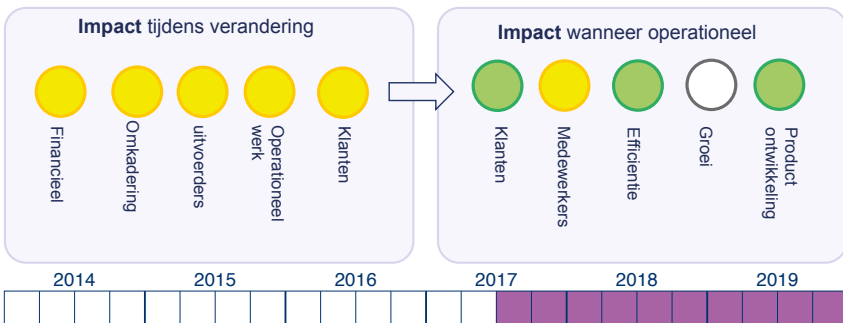 Impact tijdens verandering
Financieel
Omkadering
uitvoerders
Operationeel
werk
Klanten
Impact wanneer operationeel
Klanten
Medewerkers
Efficientie
Groei
Product
ontwikkeling
2014
2015
2016
2017
2018
2019